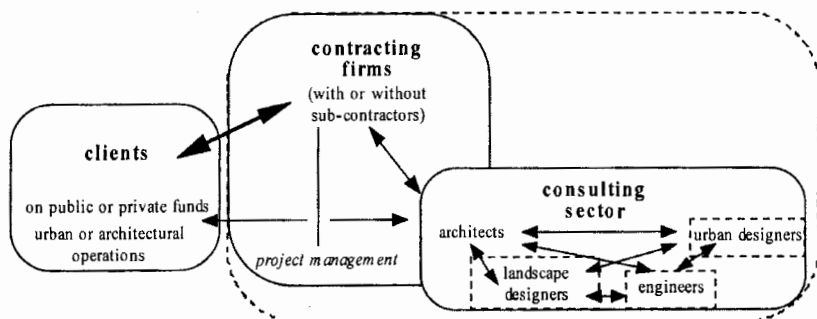 contracting
firms
(with or without
sub-contractors)
clients
on public or private funds
urban or architectural
operations
project management
consulting
sector
architects
urban designers
landscape
designers
engineers